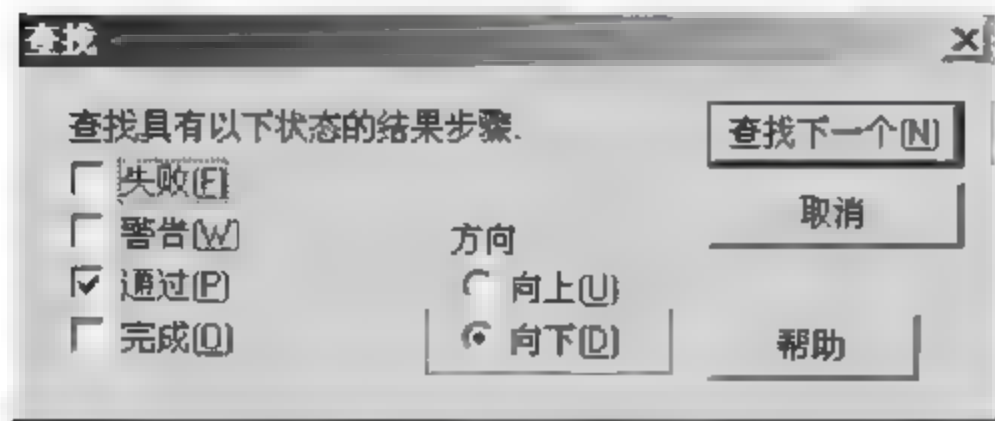 查找
查找具有以下状态的结果步骤.
查找下一个(N)
失败(F)
取消
警告(W)
方向
通过(P)
向上(U)
完成(O)
向下(D)
帮助